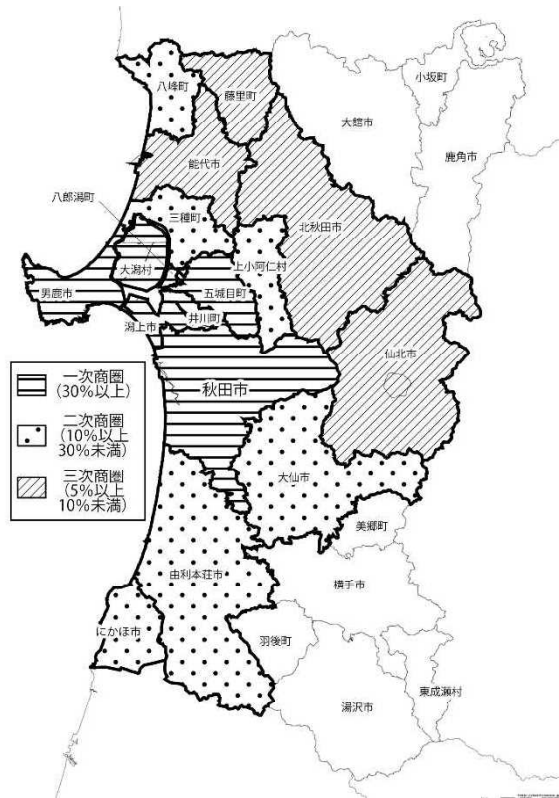 八峰町
藤里町
小坂町
大館市
鹿角市
能代市
八郎潟町
三種町
北秋田市
大潟村
上小阿仁村
男鹿市
五城目町
井川町
潟上市
仙北市
秋田市
一次商圏
(30%以上)
二次商圏
(10%以上
30%未満)
三次商圏
(5%以上
10%未満)
大仙市
美郷町
由利本荘市
横手市
にかほ市
羽後町
東成瀬村
湯沢市